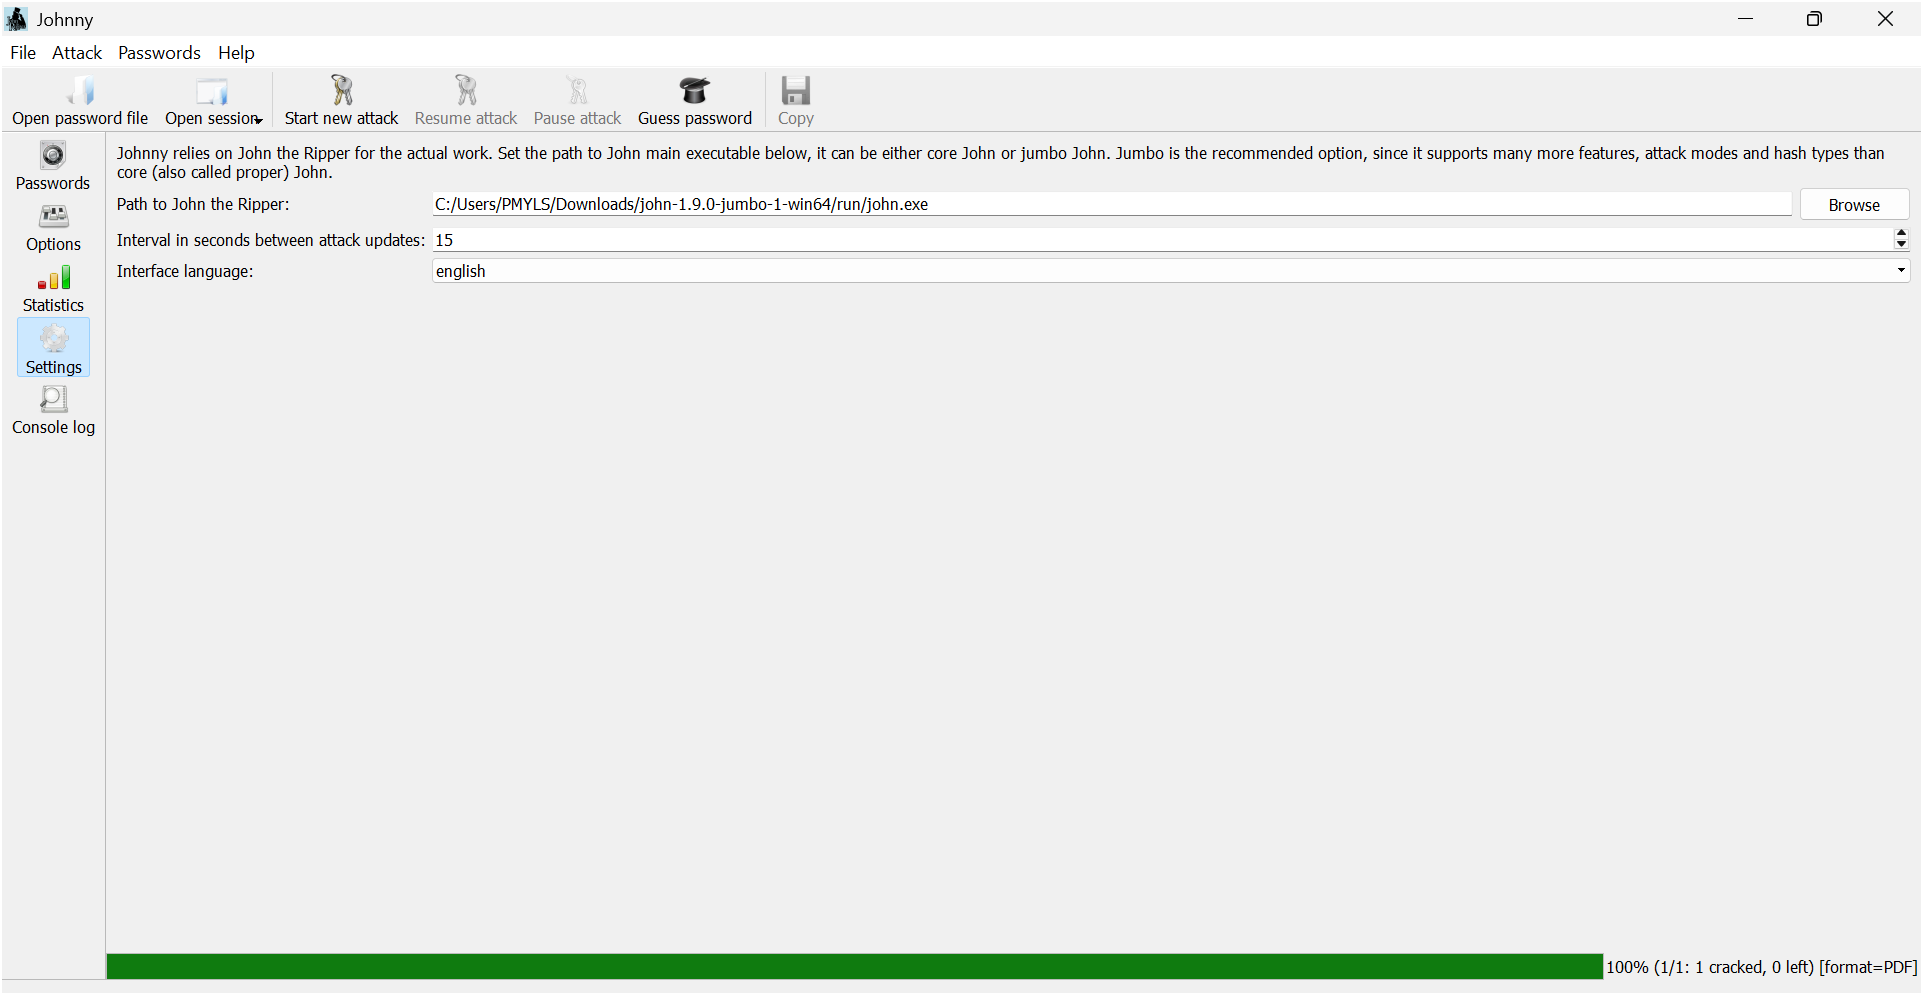 Johnny
File Attack Passwords Help
Open password file Open session Start new attack Resume attack Pause attack Guess password Copy
Passwords
Options
Statistics
Settings
Console log
Johnny relies on John the Ripper for the actual work. Set the path to John main executable below, it can be either core John or jumbo John. Jumbo is the recommended option, since it supports many more features, attack modes and hash types than
core (also called proper) John.
Path to John the Ripper: C:/Users/PMYLS/Downloads/john-1.9.0-jumbo-1-win64/run/john.exe Browse
Interval in seconds between attack updates: 15
Interface language: english
100% (1/1: 1 cracked, 0 left) [format=PDF]